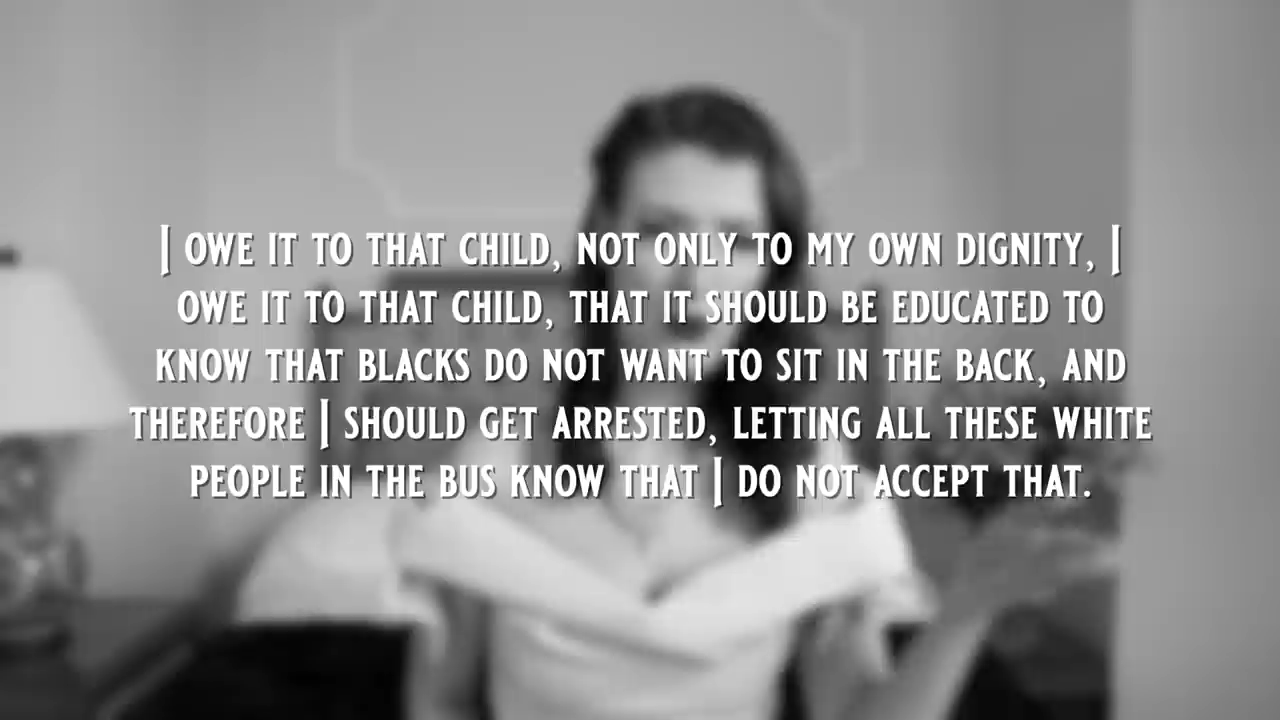 I OWE IT TO THAT CHILD, NOT ONLY TO MY OWN DIGNITY, I
OWE IT TO THAT CHILD, THAT IT SHOULD BE EDUCATED TO
KNOW THAT BLACKS DO NOT WANT TO SIT IN THE BACK, AND
THEREFORE I SHOULD GET ARRESTED, LETTING ALL THESE WHITE
PEOPLE IN THE BUS KNOW THAT I DO NOT ACCEPT THAT.